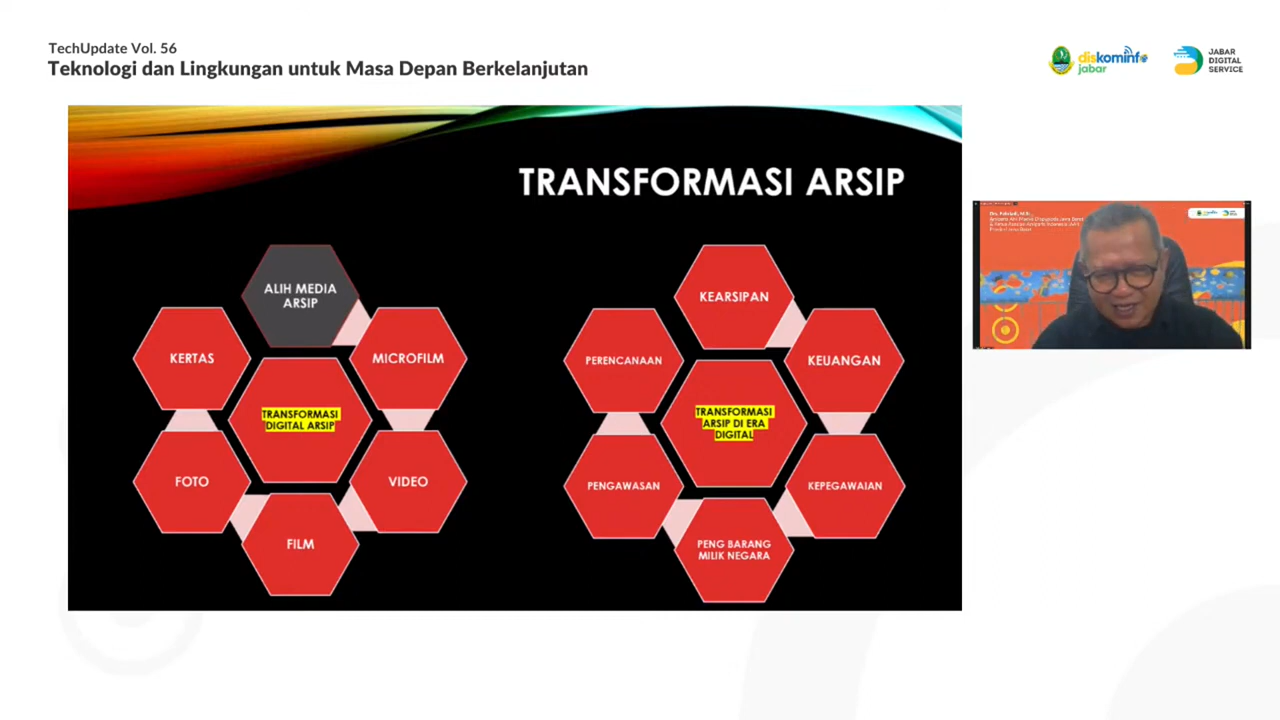 TechUpdate Vol. 56
Teknologi dan Lingkungan untuk Masa Depan Berkelanjutan
diskominfo
jabar
JABAR
DIGITAL
SERVICE
TRANSFORMASI ARSIP
ALIH MEDIA
ARSIP
KERTAS
MICROFILM
TRANSFORMASI
DIGITAL ARSIP
FOTO
VIDEO
FILM
KEARSIPAN
PERENCANAAN
KEUANGAN
TRANSFORMASI
ARSIP DI ERA
DIGITAL
PENGAWASAN
KEPEGAWAIAN
PENG BARANG
MILIK NEGARA